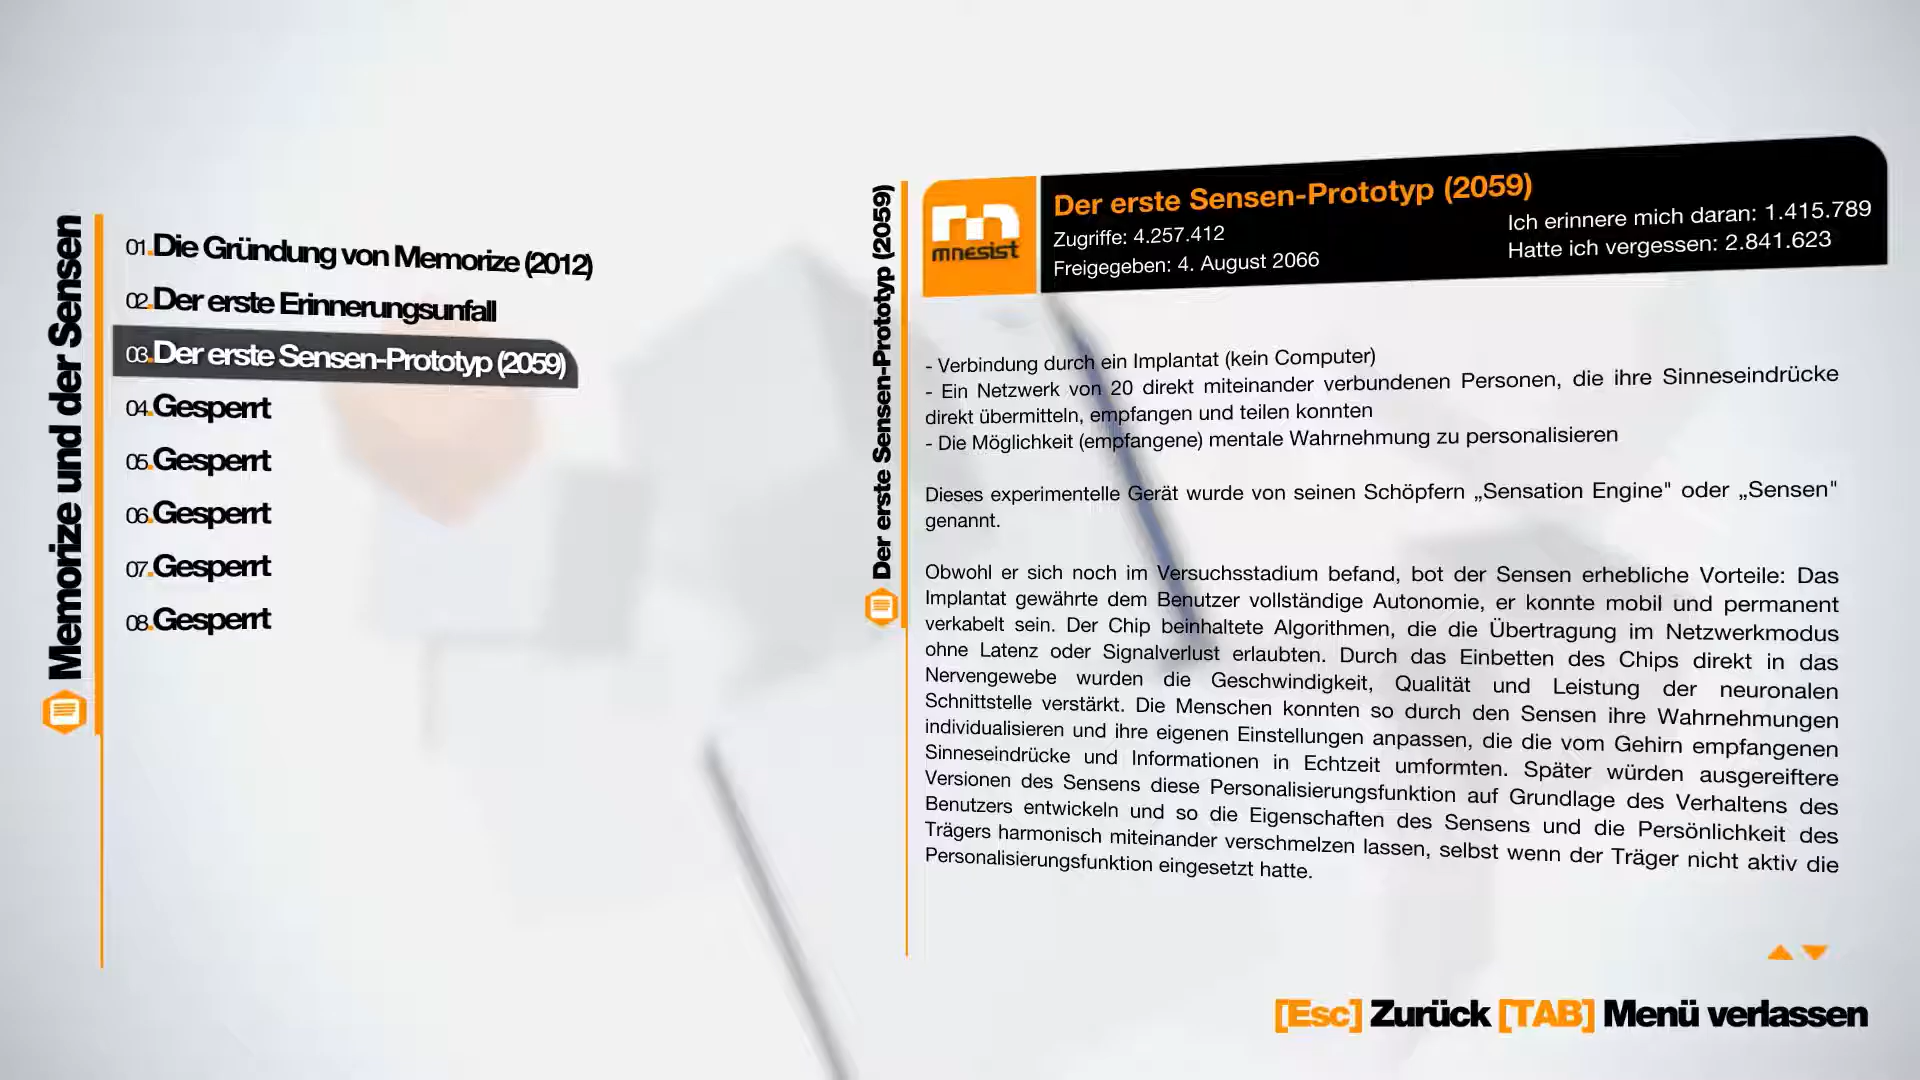 Memorize und der Sensen
01.Die Gründung von Memorize (2012)
02.Der erste Erinnerungsunfall
03.Der erste Sensen-Prototyp (2059)
04.Gesperrt
05.Gesperrt
06.Gesperrt
07.Gesperrt
08.Gesperrt
Der erste Sensen-Prototyp (2059)
mnesist
Der erste Sensen-Prototyp (2059)
Zugriffe: 4.257.412
Freigegeben: 4. August 2066
Ich erinnere mich daran: 1.415.789
Hatte ich vergessen: 2.841.623
- Verbindung durch ein Implantat (kein Computer)
- Ein Netzwerk von 20 direkt miteinander verbundenen Personen, die ihre Sinneseindrücke
direkt übermitteln, empfangen und teilen konnten
- Die Möglichkeit (empfangene) mentale Wahrnehmung zu personalisieren
Dieses experimentelle Gerät wurde von seinen Schöpfern „Sensation Engine" oder „Sensen"
genannt.
Obwohl er sich noch im Versuchsstadium befand, bot der Sensen erhebliche Vorteile: Das
Implantat gewährte dem Benutzer vollständige Autonomie, er konnte mobil und permanent
verkabelt sein. Der Chip beinhaltete Algorithmen, die die Übertragung im Netzwerkmodus
ohne Latenz oder Signalverlust erlaubten. Durch das Einbetten des Chips direkt in das
Nervengewebe wurden die Geschwindigkeit, Qualität und Leistung der neuronalen
Schnittstelle verstärkt. Die Menschen konnten so durch den Sensen ihre Wahrnehmungen
individualisieren und ihre eigenen Einstellungen anpassen, die die vom Gehirn empfangenen
Sinneseindrücke und Informationen in Echtzeit umformten. Später würden ausgereiftere
Versionen des Sensens diese Personalisierungsfunktion auf Grundlage des Verhaltens des
Benutzers entwickeln und so die Eigenschaften des Sensens und die Persönlichkeit des
Trägers harmonisch miteinander verschmelzen lassen, selbst wenn der Träger nicht aktiv die
Personalisierungsfunktion eingesetzt hatte.
[Esc] Zurück [TAB] Menü verlassen